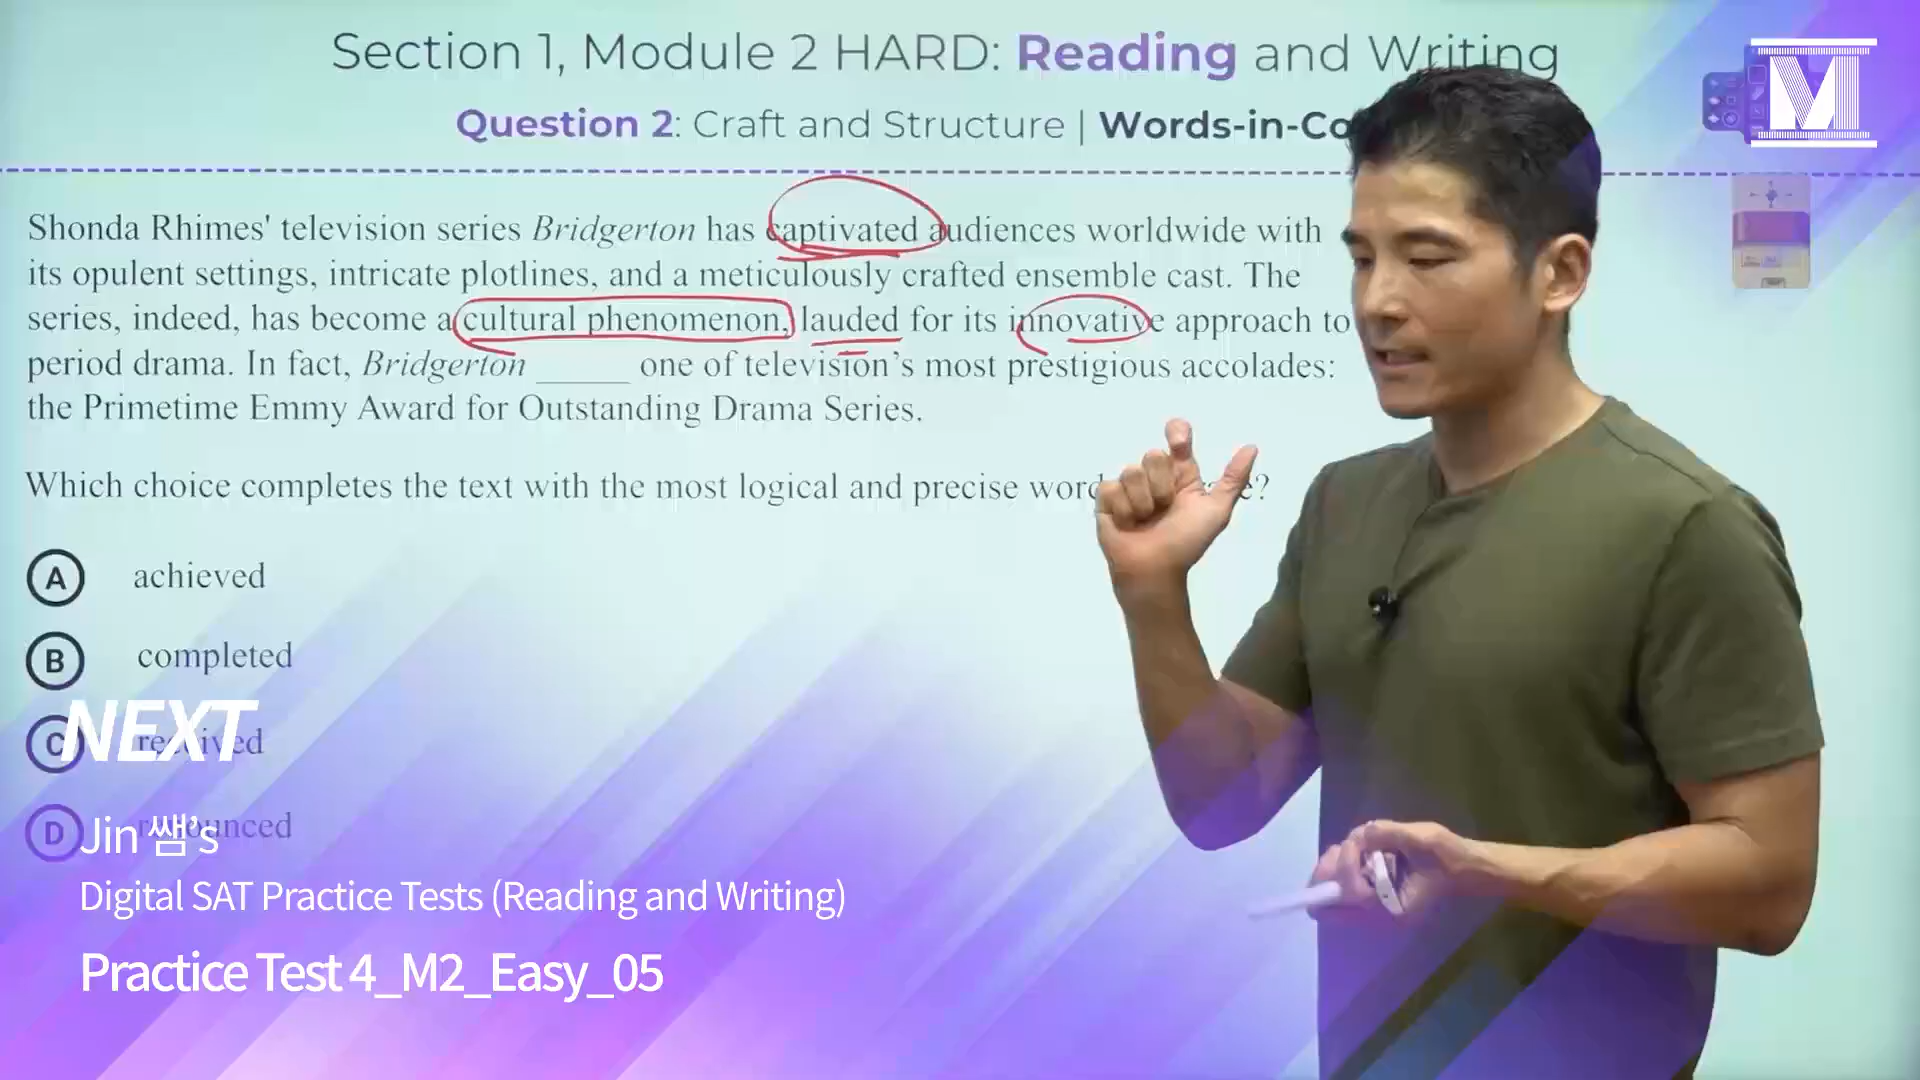 Section 1, Module 2 HARD: Reading and Writing
M
Question 2: Craft and Structure | Words-in-Co
Shonda Rhimes' television series Bridgerton has captivated audiences worldwide with
its opulent settings, intricate plotlines, and a meticulously crafted ensemble cast. The
series, indeed, has become a cultural phenomenon, lauded for its innovative approach to
period drama. In fact, Bridgerton ______ one of television's most prestigious accolades:
the Primetime Emmy Award for Outstanding Drama Series.
Which choice completes the text with the most logical and precise word
A achieved
B completed
C received
D
NEXT
Jin 쌤's
Digital SAT Practice Tests (Reading and Writing)
Practice Test 4_M2_Easy_05